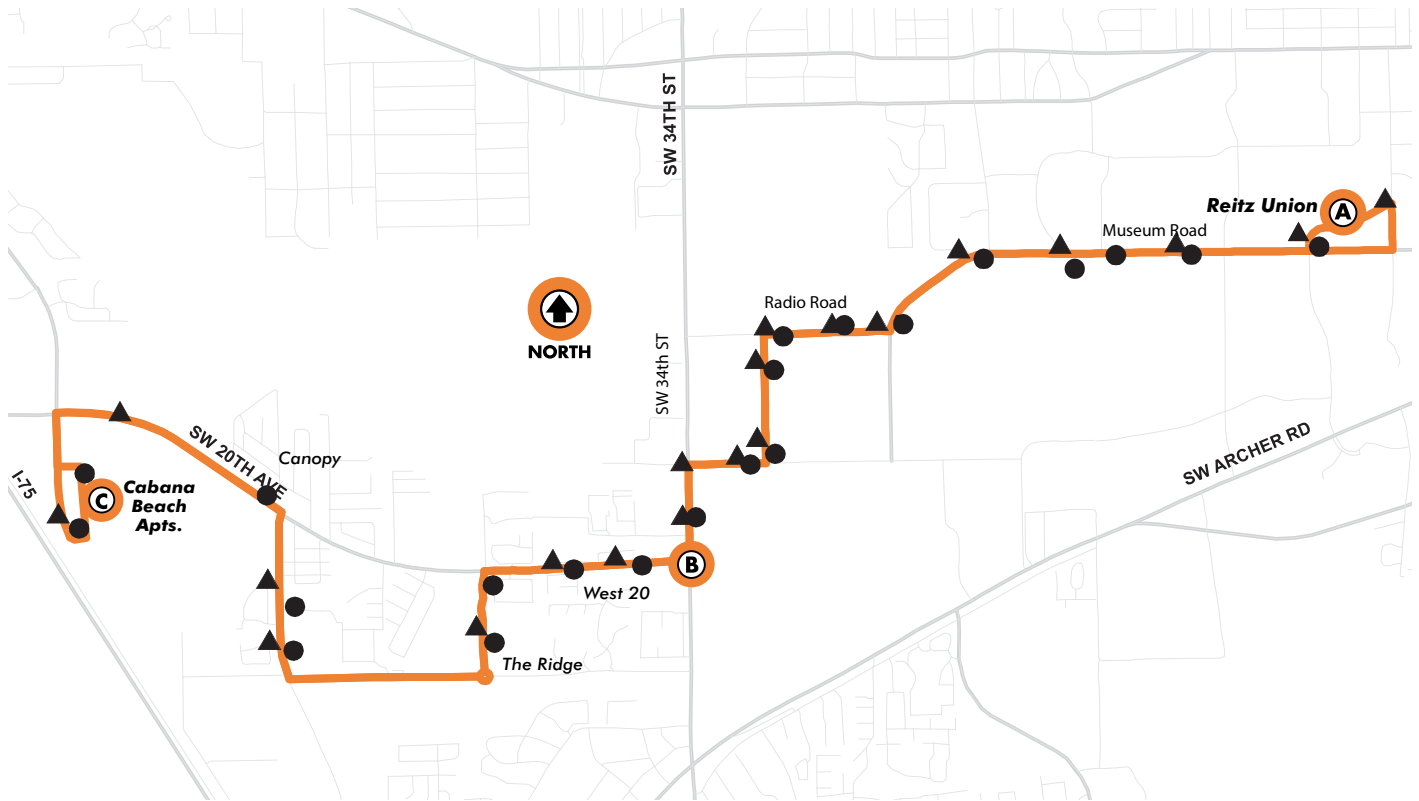 SW 34TH ST
Reitz Union
A
Museum Road
Radio Road
NORTH
SW 34th ST
SW 20TH AVE
Canopy
SW ARCHER RD
I-75
C
Cabana
Beach
Apts.
B
West 20
The Ridge